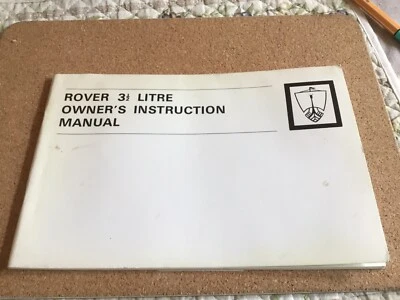 ROVER 3½ LITRE
OWNER'S INSTRUCTION
MANUAL